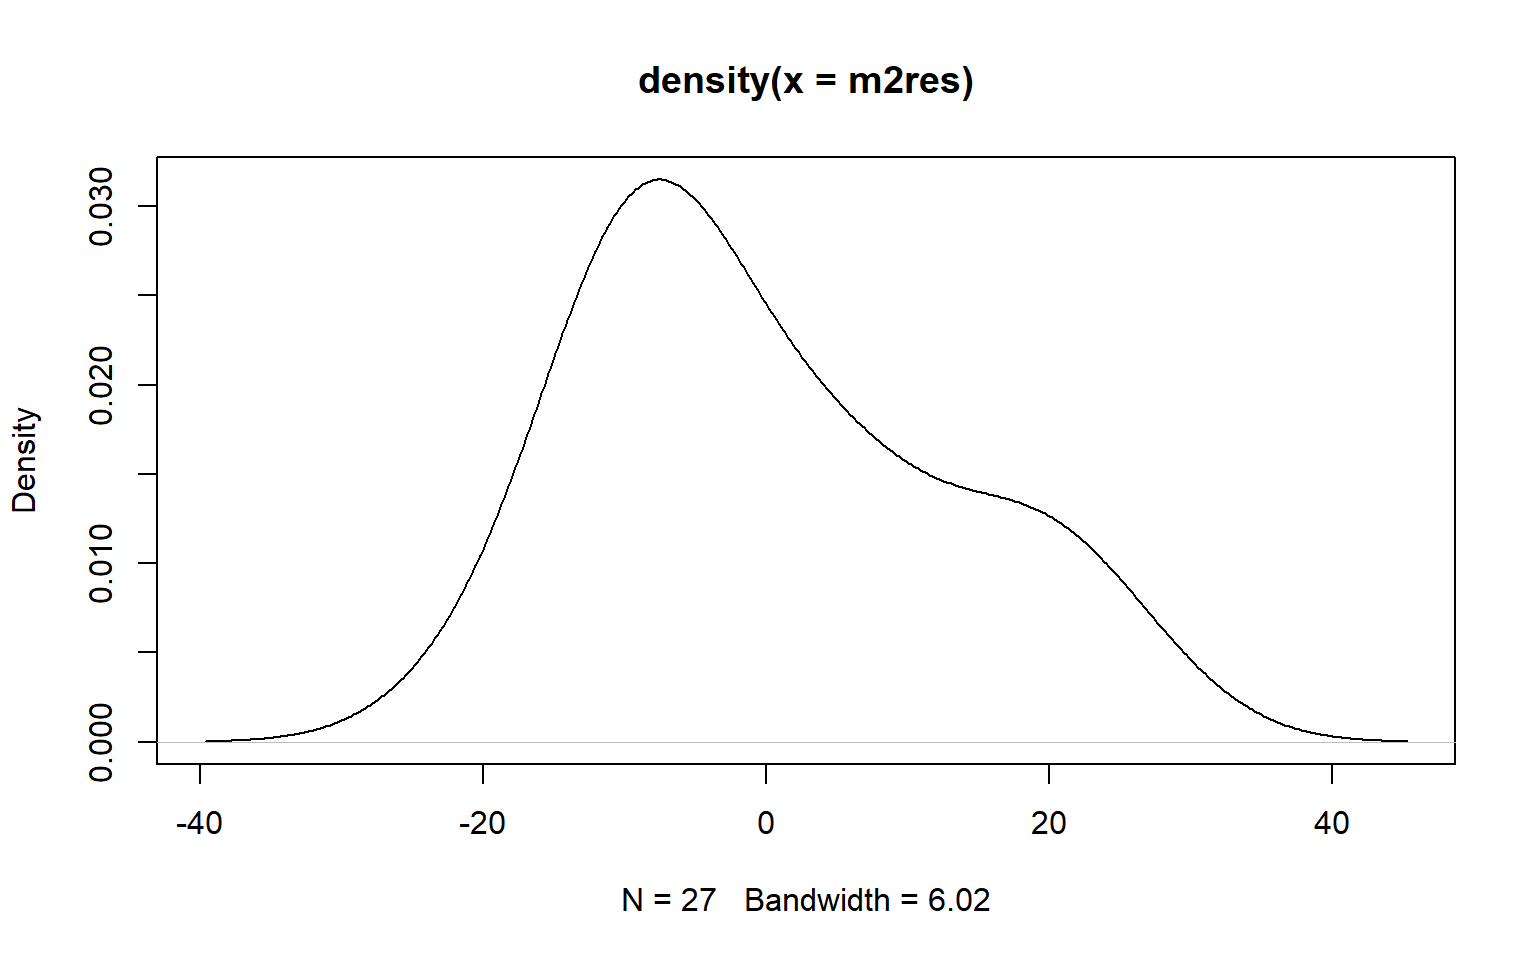 density(x = m2res)
Density
0.030
0.020
0.010
0.000
-40 -20 0 20 40
N = 27 Bandwidth = 6.02